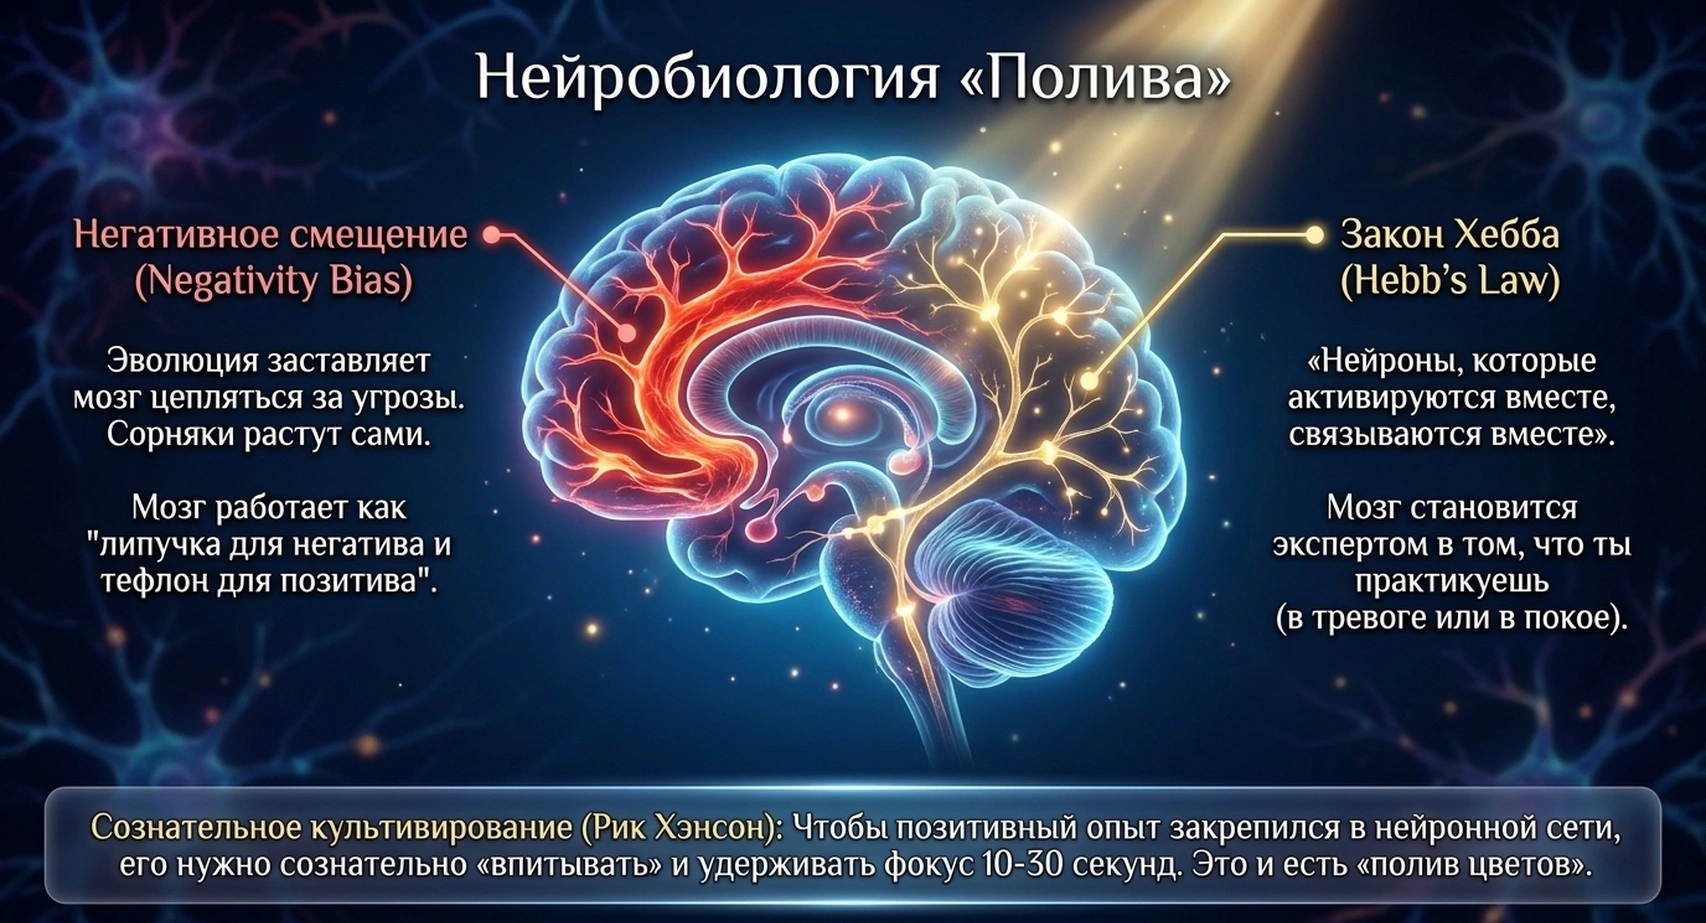 Нейробиология «Полива»
Негативное смещение
(Negativity Bias)
Эволюция заставляет
мозг цепляться за угрозы.
Сорняки растут сами.
Мозг работает как
"липучка для негатива и
тефлон для позитива".
Закон Хебба
(Hebb’s Law)
«Нейроны, которые
активируются вместе,
связываются вместе».
Мозг становится
экспертом в том, что ты
практикуешь
(в тревоге или в покое).
Сознательное культивирование (Рик Хэнсон): Чтобы позитивный опыт закрепился в нейронной сети,
его нужно сознательно «впитывать» и удерживать фокус 10-30 секунд. Это и есть «полив цветов».